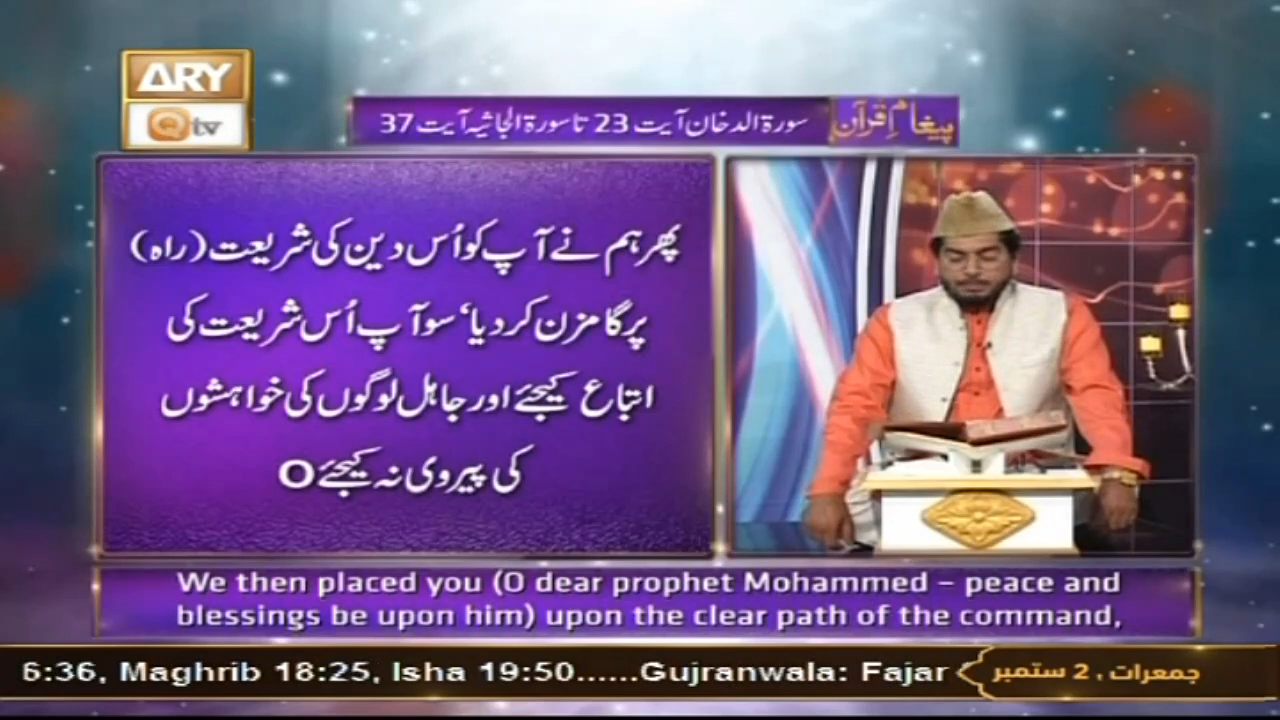 ARY
Qtv
پیغامِ قرآن
سورۃ الدخان آیت 23 تا سورۃ الجاثیہ آیت 37
پھر ہم نے آپ کو اُس دین کی شریعت (راہ)
پر گامزن کر دیا‘ سو آپ اُس شریعت کی
اتباع کیجئے اور جاہل لوگوں کی خواہشوں
کی پیروی نہ کیجئے O
We then placed you (O dear prophet Mohammed – peace and
blessings be upon him) upon the clear path of the command,
6:36, Maghrib 18:25, Isha 19:50......Gujranwala: Fajar
جمعرات , 2 ستمبر